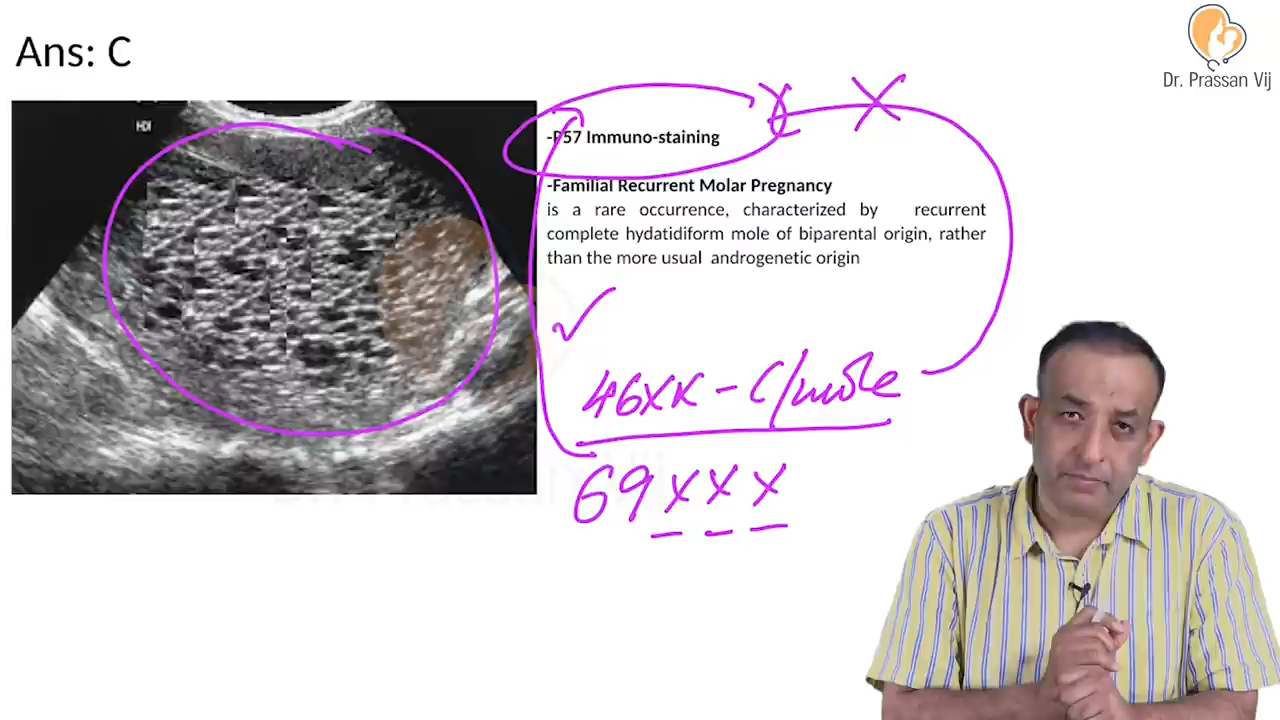 Ans: C
Dr. Prassan Vij
HDI
-P57 Immuno-staining
-Familial Recurrent Molar Pregnancy
is a rare occurrence, characterized by recurrent
complete hydatidiform mole of biparental origin, rather
than the more usual androgenetic origin
46XX - C/mole
69XXX